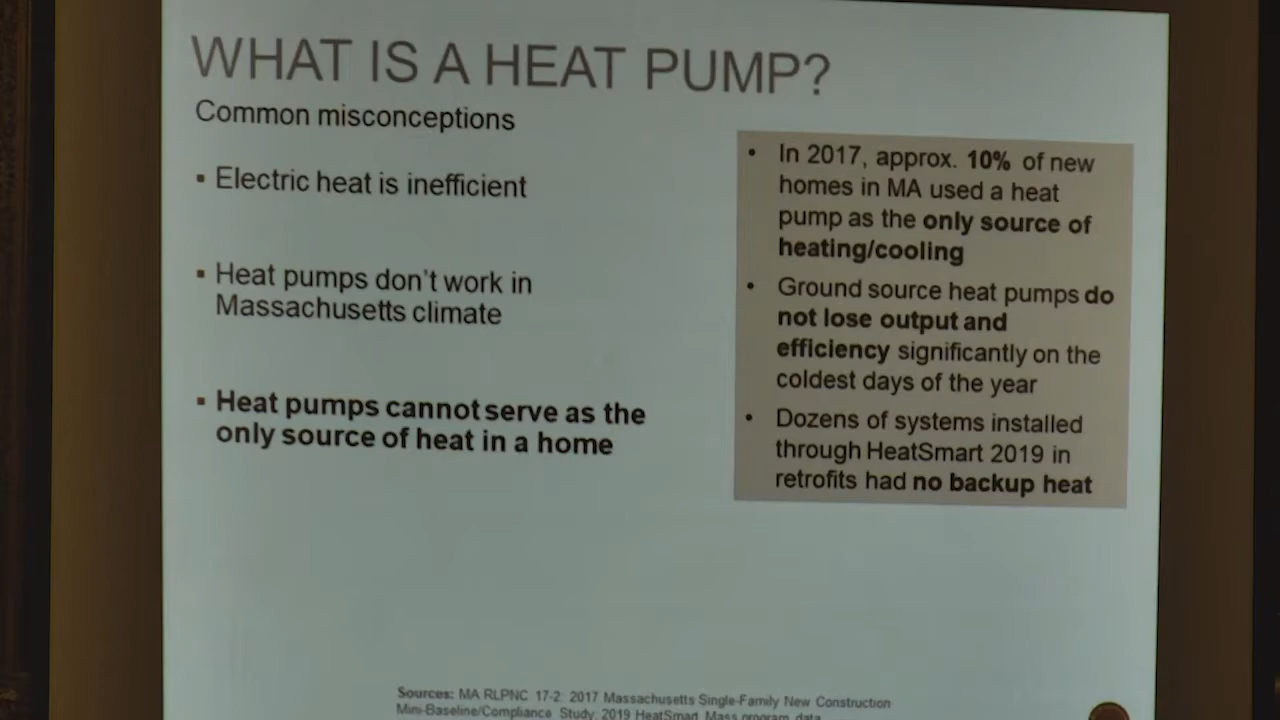 WHAT IS A HEAT PUMP?
Common misconceptions
▪ Electric heat is inefficient
▪ Heat pumps don't work in
Massachusetts climate
▪ Heat pumps cannot serve as the
only source of heat in a home
• In 2017, approx. 10% of new
homes in MA used a heat
pump as the only source of
heating/cooling
• Ground source heat pumps do
not lose output and
efficiency significantly on the
coldest days of the year
• Dozens of systems installed
through HeatSmart 2019 in
retrofits had no backup heat
Sources: MA RLPNC 17-2: 2017 Massachusetts Single-Family New Construction
Mini-Baseline/Compliance Study; 2019 HeatSmart Mass program data